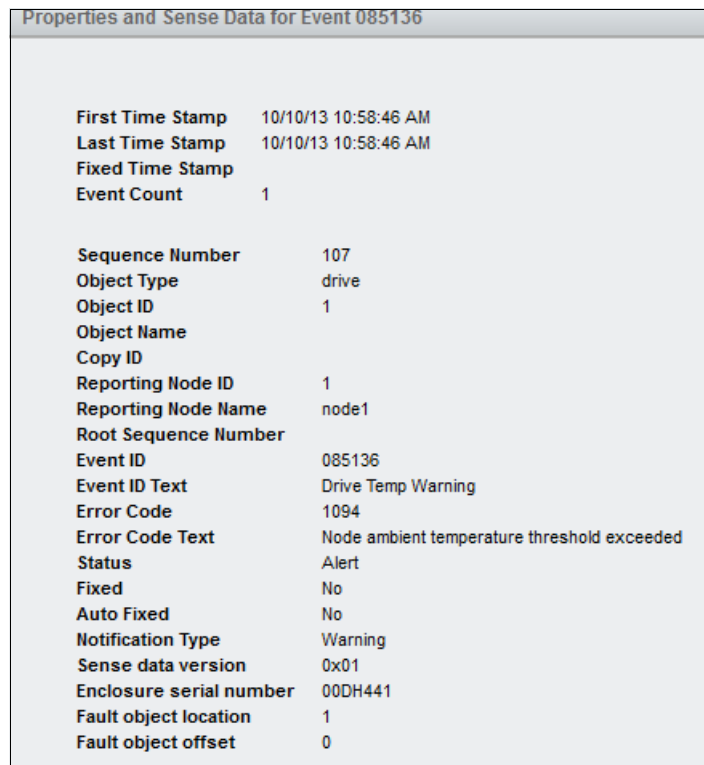 Properties and Sense Data for Event 085136
First Time Stamp 10/10/13 10:58:46 AM
Last Time Stamp 10/10/13 10:58:46 AM
Fixed Time Stamp
Event Count 1
Sequence Number 107
Object Type drive
Object ID 1
Object Name
Copy ID
Reporting Node ID 1
Reporting Node Name node1
Root Sequence Number
Event ID 085136
Event ID Text Drive Temp Warning
Error Code 1094
Error Code Text Node ambient temperature threshold exceeded
Status Alert
Fixed No
Auto Fixed No
Notification Type Warning
Sense data version 0x01
Enclosure serial number 00DH441
Fault object location 1
Fault object offset 0